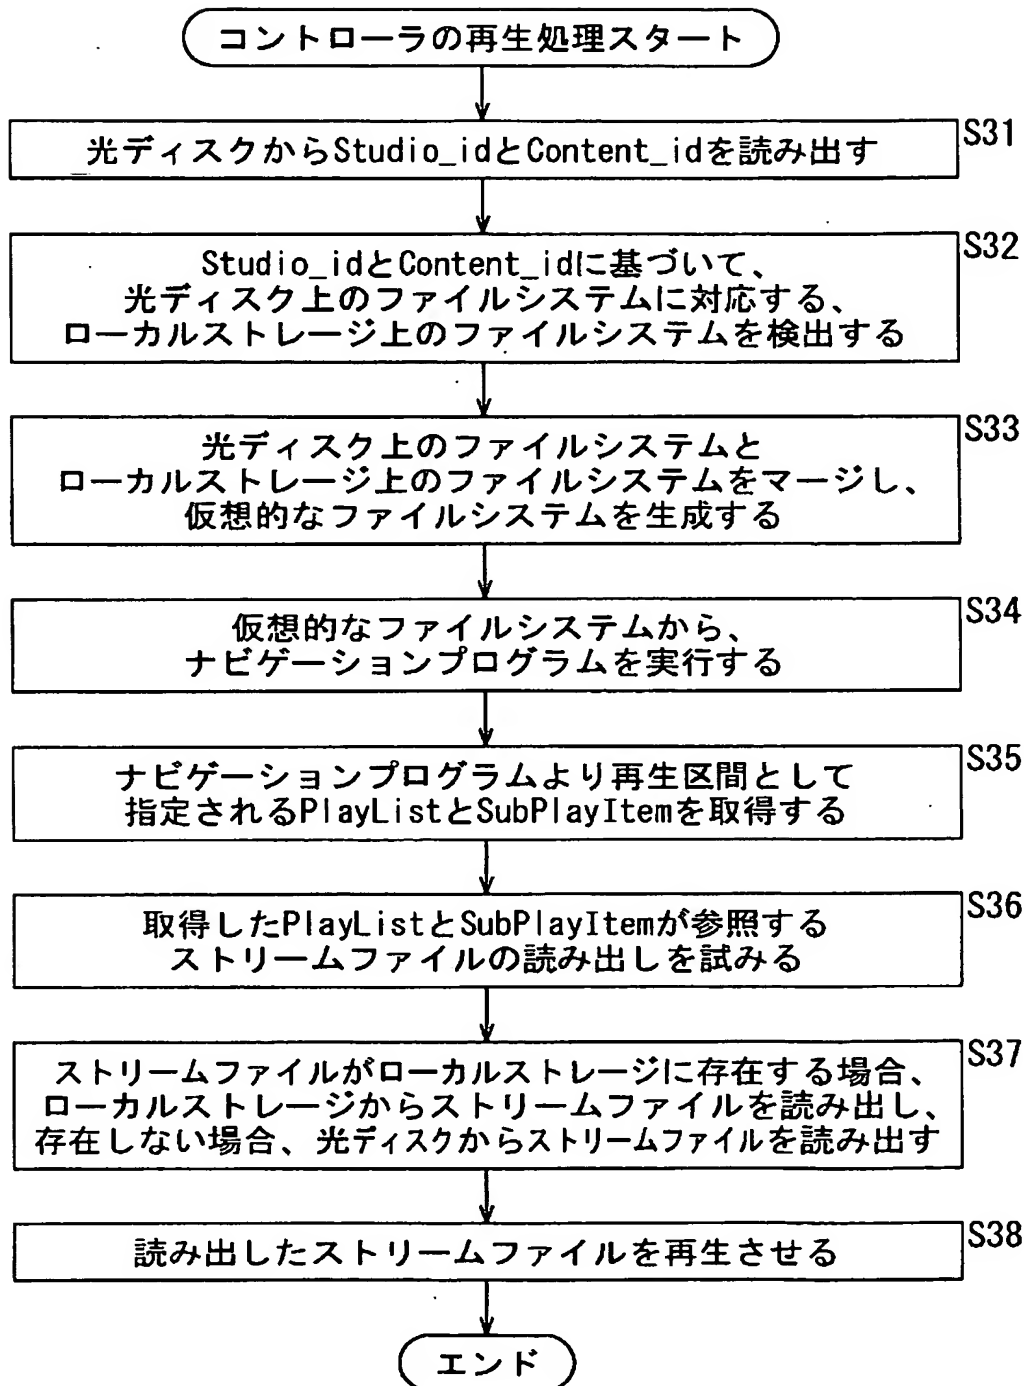 コントローラの再生処理スタート
S31
光ディスクからStudio_idとContent_idを読み出す
S32
Studio_idとContent_idに基づいて、
光ディスク上のファイルシステムに対応する、
ローカルストレージ上のファイルシステムを検出する
S33
光ディスク上のファイルシステムと
ローカルストレージ上のファイルシステムをマージし、
仮想的なファイルシステムを生成する
S34
仮想的なファイルシステムから、
ナビゲーションプログラムを実行する
S35
ナビゲーションプログラムより再生区間として
指定されるPlayListとSubPlayItemを取得する
S36
取得したPlayListとSubPlayItemが参照する
ストリームファイルの読み出しを試みる
S37
ストリームファイルがローカルストレージに存在する場合、
ローカルストレージからストリームファイルを読み出し、
存在しない場合、光ディスクからストリームファイルを読み出す
S38
読み出したストリームファイルを再生させる
エンド